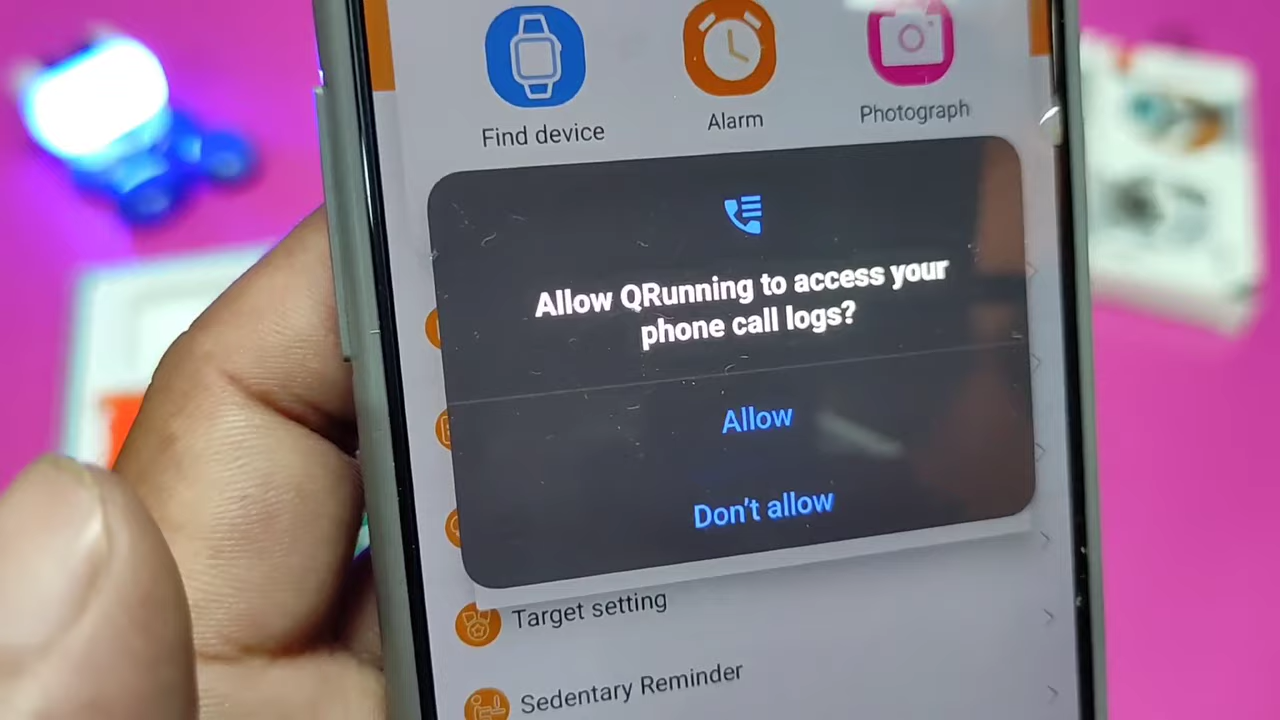 Find device
Alarm
Photograph
Allow QRunning to access your
phone call logs?
Allow
Don't allow
Target setting
Sedentary Reminder